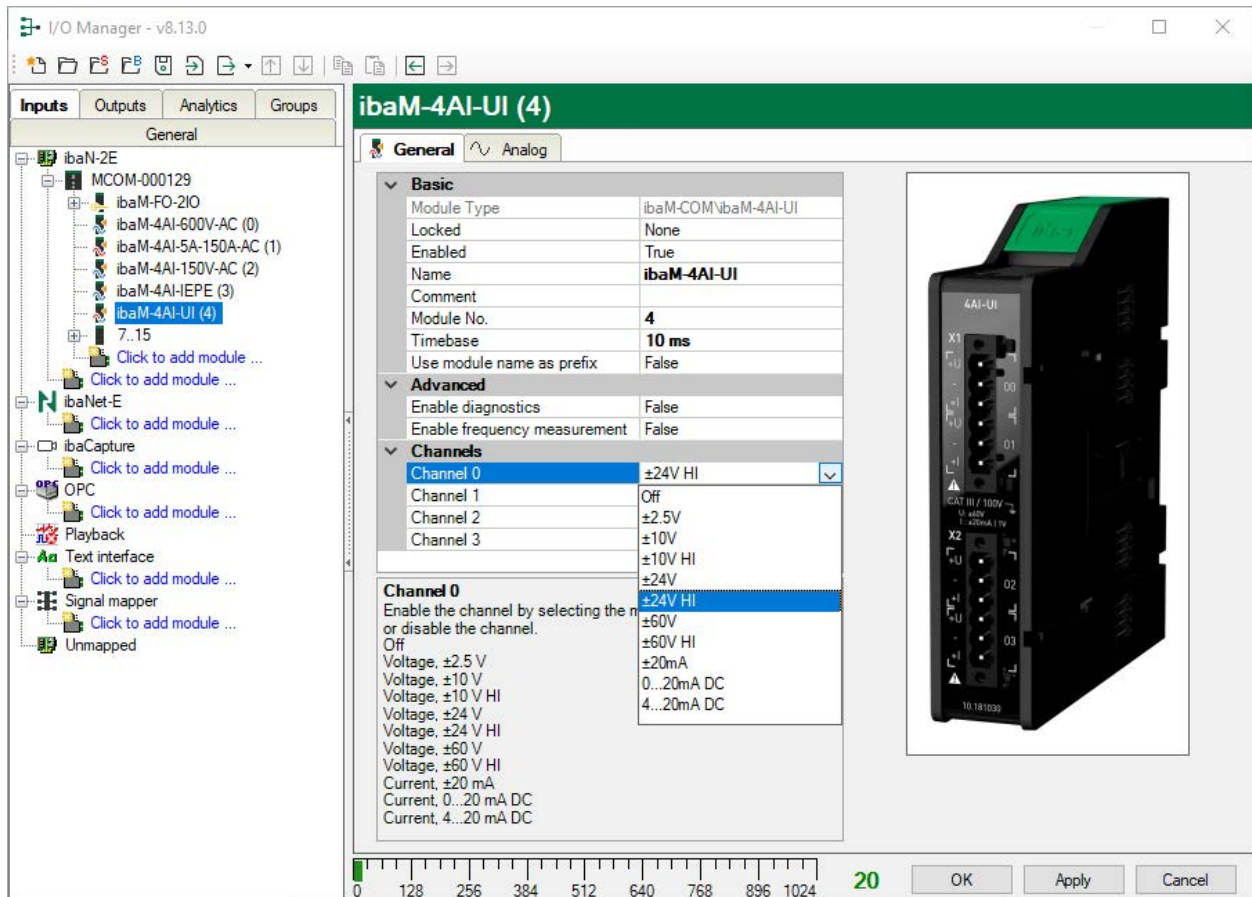 I/O Manager - v8.13.0
Inputs Outputs Analytics Groups
General
ibaN-2E
MCOM-000129
ibaM-FO-2IO
ibaM-4AI-600V-AC (0)
ibaM-4AI-5A-150A-AC (1)
ibaM-4AI-150V-AC (2)
ibaM-4AI-IEPE (3)
ibaM-4AI-UI (4)
7..15
Click to add module ...
Click to add module ...
ibaNet-E
Click to add module ...
ibaCapture
Click to add module ...
OPC
Click to add module ...
Playback
Text interface
Click to add module ...
Signal mapper
Click to add module ...
Unmapped
ibaM-4AI-UI (4)
General Analog
Basic
Module Type ibaM-COM\ibaM-4AI-UI
Locked None
Enabled True
Name ibaM-4AI-UI
Comment
Module No. 4
Timebase 10 ms
Use module name as prefix False
Advanced
Enable diagnostics False
Enable frequency measurement False
Channels
Channel 0 ±24V HI
Channel 1
Channel 2
Channel 3
Off
±2.5V
±10V
±10V HI
±24V
±24V HI
±60V
±60V HI
±20mA
0...20mA DC
4...20mA DC
Channel 0
Enable the channel by selecting the
or disable the channel.
Off
Voltage, ±2.5 V
Voltage, ±10 V
Voltage, ±10 V HI
Voltage, ±24 V
Voltage, ±24 V HI
Voltage, ±60 V
Voltage, ±60 V HI
Current, ±20 mA
Current, 0...20 mA DC
Current, 4...20 mA DC
iba
4AI-UI
X1
+U
-
00
+I
+U
-
01
+I
CAT III / 100V
U: ±60V
I : ±20mA | 1V
X2
+U
-
02
+I
+U
-
03
+I
10.181030
0 128 256 384 512 640 768 896 1024
20
OK Apply Cancel